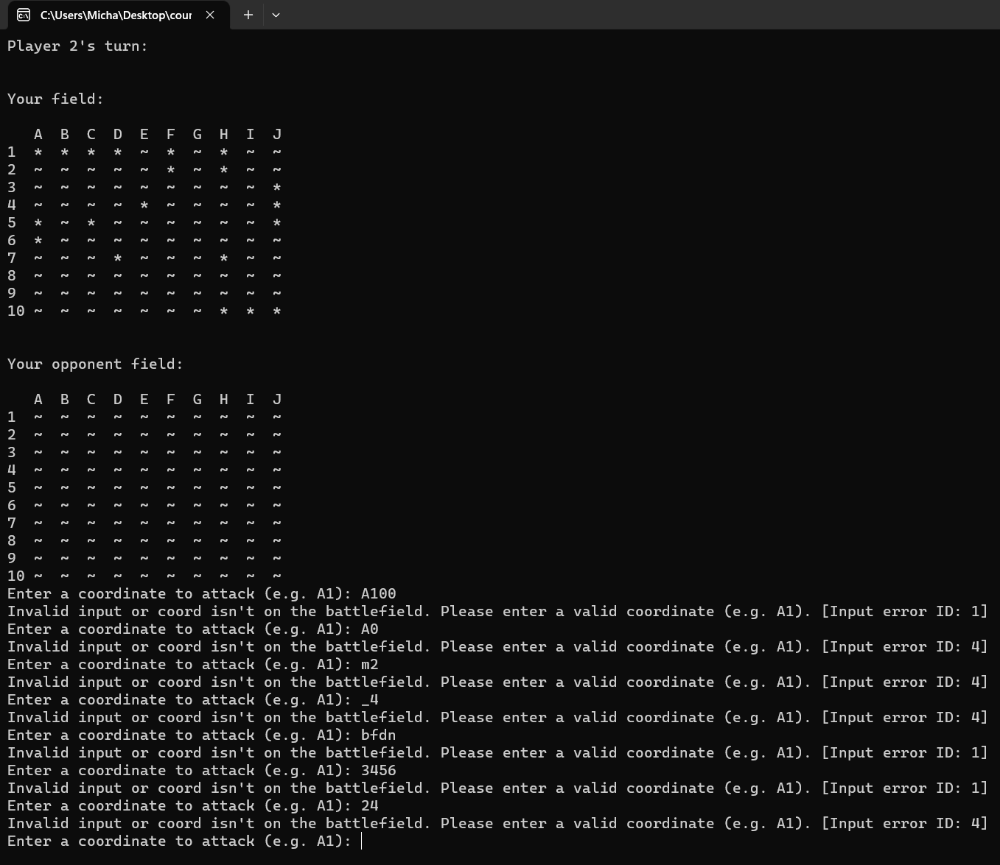 C:\Users\Micha\Desktop\cour
Player 2's turn:
Your field:
   A  B  C  D  E  F  G  H  I  J
1  *  *  *  *  ~  *  ~  *  ~  ~
2  ~  ~  ~  ~  ~  *  ~  *  ~  ~
3  ~  ~  ~  ~  ~  ~  ~  ~  ~  *
4  ~  ~  ~  ~  *  ~  ~  ~  ~  *
5  *  ~  *  ~  ~  ~  ~  ~  ~  *
6  *  ~  ~  ~  ~  ~  ~  ~  ~  ~
7  ~  ~  ~  *  ~  ~  ~  *  ~  ~
8  ~  ~  ~  ~  ~  ~  ~  ~  ~  ~
9  ~  ~  ~  ~  ~  ~  ~  ~  ~  ~
10 ~  ~  ~  ~  ~  ~  ~  *  *  *
Your opponent field:
   A  B  C  D  E  F  G  H  I  J
1  ~  ~  ~  ~  ~  ~  ~  ~  ~  ~
2  ~  ~  ~  ~  ~  ~  ~  ~  ~  ~
3  ~  ~  ~  ~  ~  ~  ~  ~  ~  ~
4  ~  ~  ~  ~  ~  ~  ~  ~  ~  ~
5  ~  ~  ~  ~  ~  ~  ~  ~  ~  ~
6  ~  ~  ~  ~  ~  ~  ~  ~  ~  ~
7  ~  ~  ~  ~  ~  ~  ~  ~  ~  ~
8  ~  ~  ~  ~  ~  ~  ~  ~  ~  ~
9  ~  ~  ~  ~  ~  ~  ~  ~  ~  ~
10 ~  ~  ~  ~  ~  ~  ~  ~  ~  ~
Enter a coordinate to attack (e.g. A1): A100
Invalid input or coord isn't on the battlefield. Please enter a valid coordinate (e.g. A1). [Input error ID: 1]
Enter a coordinate to attack (e.g. A1): A0
Invalid input or coord isn't on the battlefield. Please enter a valid coordinate (e.g. A1). [Input error ID: 4]
Enter a coordinate to attack (e.g. A1): m2
Invalid input or coord isn't on the battlefield. Please enter a valid coordinate (e.g. A1). [Input error ID: 4]
Enter a coordinate to attack (e.g. A1): _4
Invalid input or coord isn't on the battlefield. Please enter a valid coordinate (e.g. A1). [Input error ID: 4]
Enter a coordinate to attack (e.g. A1): bfdn
Invalid input or coord isn't on the battlefield. Please enter a valid coordinate (e.g. A1). [Input error ID: 1]
Enter a coordinate to attack (e.g. A1): 3456
Invalid input or coord isn't on the battlefield. Please enter a valid coordinate (e.g. A1). [Input error ID: 1]
Enter a coordinate to attack (e.g. A1): 24
Invalid input or coord isn't on the battlefield. Please enter a valid coordinate (e.g. A1). [Input error ID: 4]
Enter a coordinate to attack (e.g. A1):